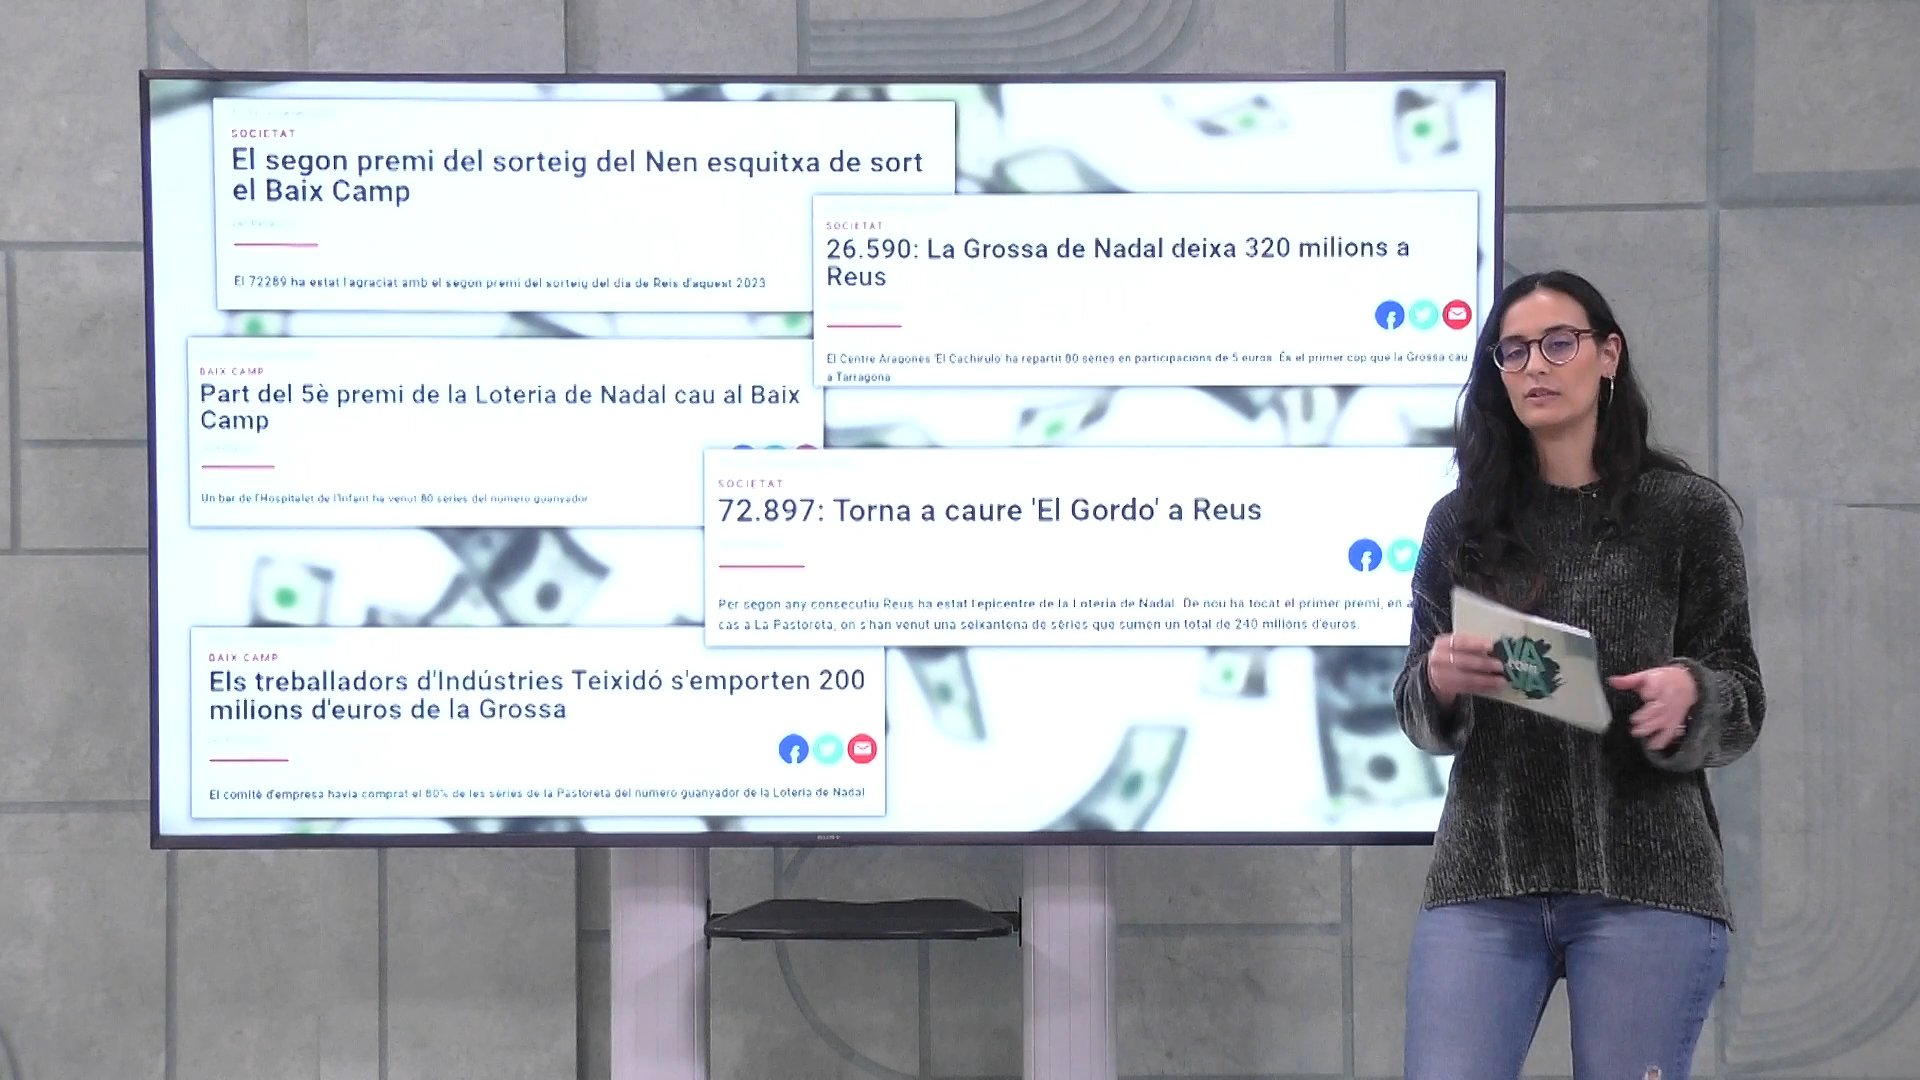 SOCIETAT
El segon premi del sorteig del Nen esquitxa de sort
el Baix Camp
El 72289 ha estat l'agraciat amb el segon premi del sorteig del dia de Reis d'aquest 2023
SOCIETAT
26.590: La Grossa de Nadal deixa 320 milions a
Reus
El Centre Aragonès 'El Cachirulo' ha repartit 80 sèries en participacions de 5 euros. És el primer cop que la Grossa cau
a Tarragona
BAIX CAMP
Part del 5è premi de la Loteria de Nadal cau al Baix
Camp
Un bar de l'Hospitalet de l'Infant ha venut 80 sèries del número guanyador
SOCIETAT
72.897: Torna a caure 'El Gordo' a Reus
Per segon any consecutiu Reus ha estat l'epicentre de la Loteria de Nadal. De nou ha tocat el primer premi, en a
cas a La Pastoreta, on s'han venut una seixantena de sèries que sumen un total de 240 milions d'euros.
BAIX CAMP
Els treballadors d'Indústries Teixidó s'emporten 200
milions d'euros de la Grossa
El comitè d'empresa havia comprat el 80% de les sèries de la Pastoreta del número guanyador de la Loteria de Nadal
SONY
VA